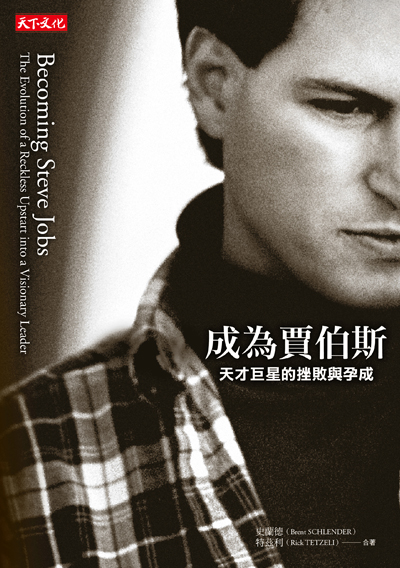 天下文化
Becoming Steve Jobs
The Evolution of a Reckless Upstart into a Visionary Leader
成為賈伯斯
天才巨星的挫敗與孕成
史蘭德（Brent SCHLENDER）
特茲利（Rick TETZELI）——合著